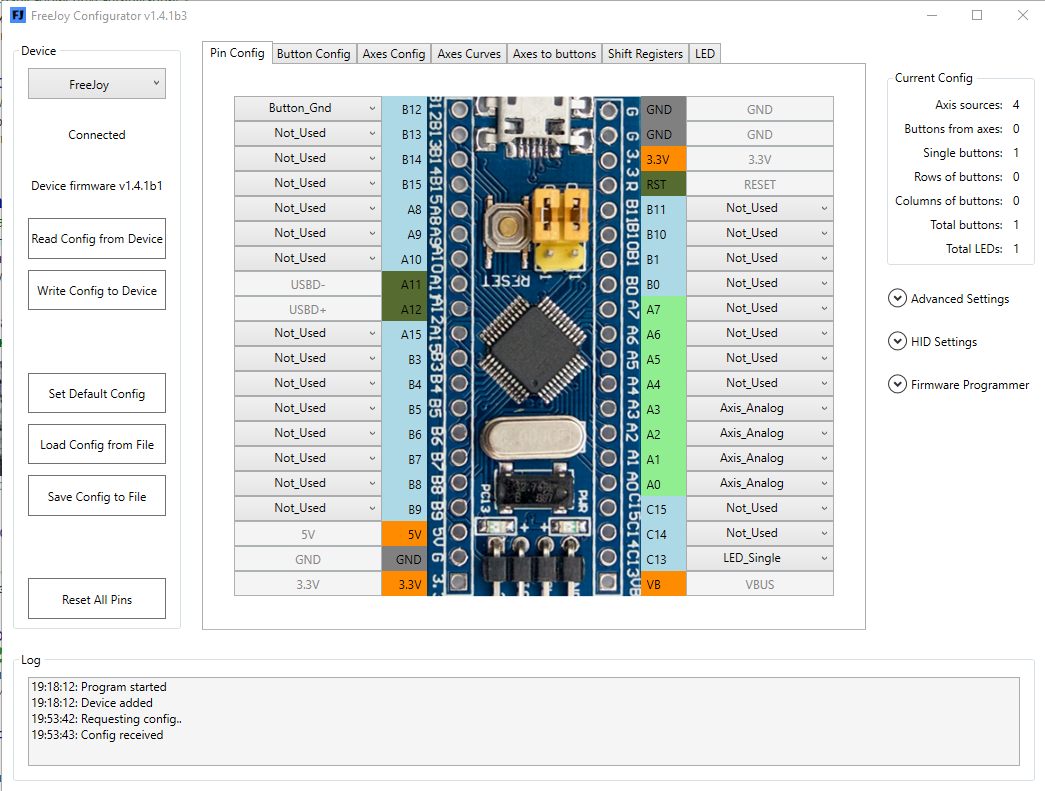 FJ FreeJoy Configurator v1.4.1b3
Device
FreeJoy
Connected
Device firmware v1.4.1b1
Read Config from Device
Write Config to Device
Set Default Config
Load Config from File
Save Config to File
Reset All Pins
Pin Config Button Config Axes Config Axes Curves Axes to buttons Shift Registers LED
Button_Gnd B12
Not_Used B13
Not_Used B14
Not_Used B15
Not_Used A8
Not_Used A9
Not_Used A10
USBD- A11
USBD+ A12
Not_Used A15
Not_Used B3
Not_Used B4
Not_Used B5
Not_Used B6
Not_Used B7
Not_Used B8
Not_Used B9
5V 5V
GND GND
3.3V 3.3V
B12
B13
B14
B15
A8
A9
A10
A11
A12
A15
B3
B4
B5
B6
B7
B8
B9
5V
G
3.
RESET
PC13
PWR
G
G
3.3
R
B11
B10
B1
B0
A7
A6
A5
A4
A3
A2
A1
A0
C15
C14
C13
VB
GND GND
GND GND
3.3V 3.3V
RST RESET
B11 Not_Used
B10 Not_Used
B1 Not_Used
B0 Not_Used
A7 Not_Used
A6 Not_Used
A5 Not_Used
A4 Not_Used
A3 Axis_Analog
A2 Axis_Analog
A1 Axis_Analog
A0 Axis_Analog
C15 Not_Used
C14 Not_Used
C13 LED_Single
VB VBUS
Current Config
Axis sources: 4
Buttons from axes: 0
Single buttons: 1
Rows of buttons: 0
Columns of buttons: 0
Total buttons: 1
Total LEDs: 1
Advanced Settings
HID Settings
Firmware Programmer
Log
19:18:12: Program started
19:18:12: Device added
19:53:42: Requesting config..
19:53:43: Config received